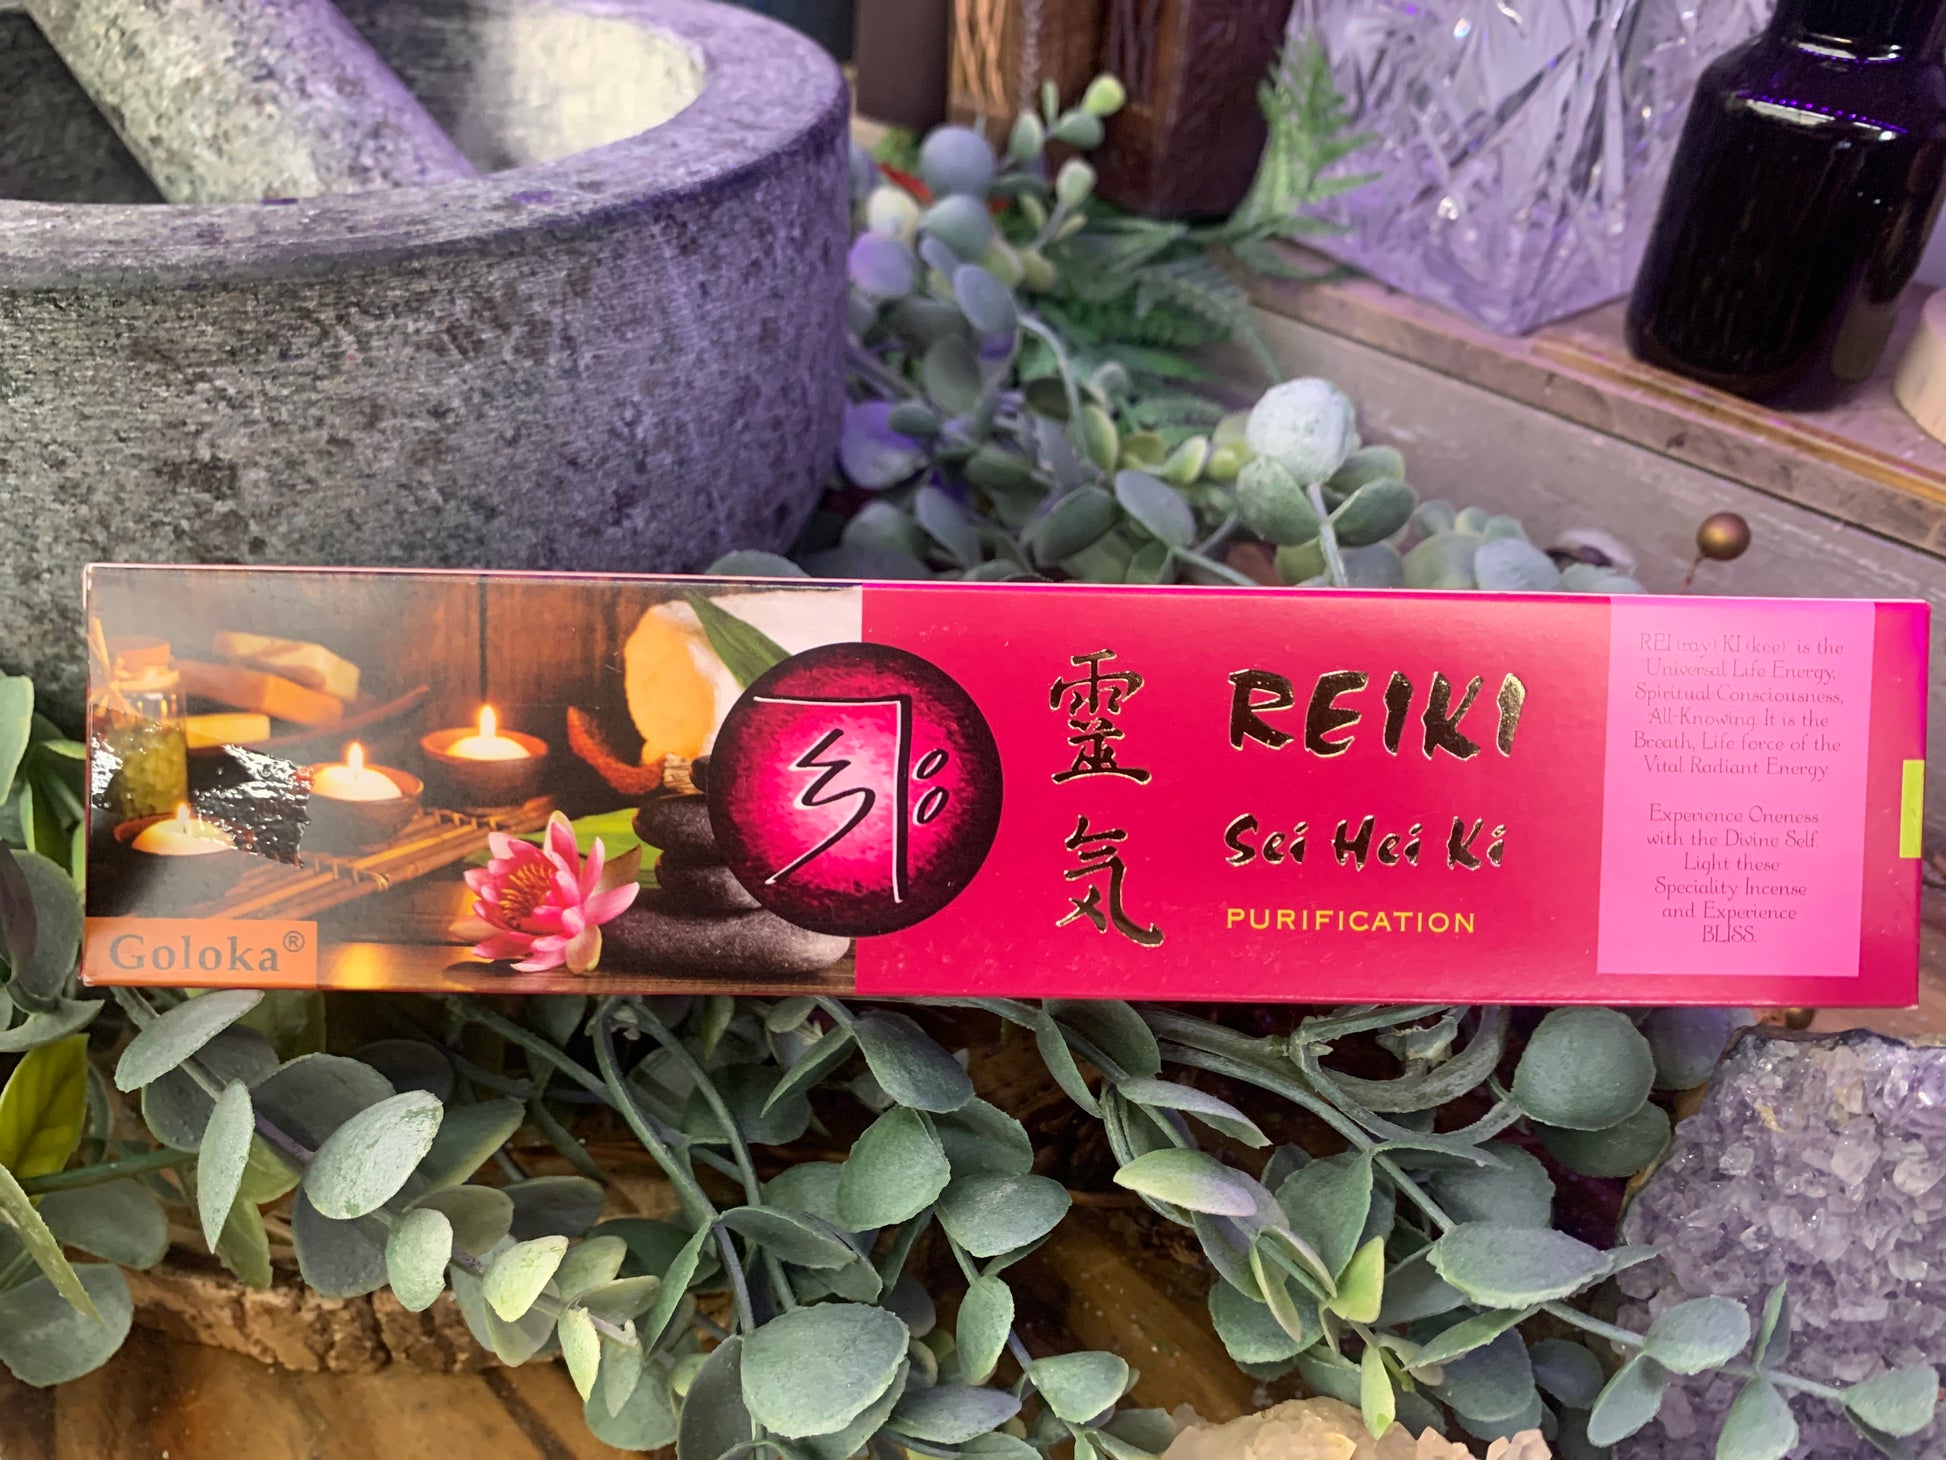 Goloka®
靈
気
REIKI
Sei Hei Ki
PURIFICATION
REI (ray) KI (kee) is the
Universal Life Energy,
Spiritual Consciousness,
All-Knowing. It is the
Breath, Life force of the
Vital Radiant Energy.
Experience Oneness
with the Divine Self.
Light these
Speciality Incense
and Experience
BLISS.